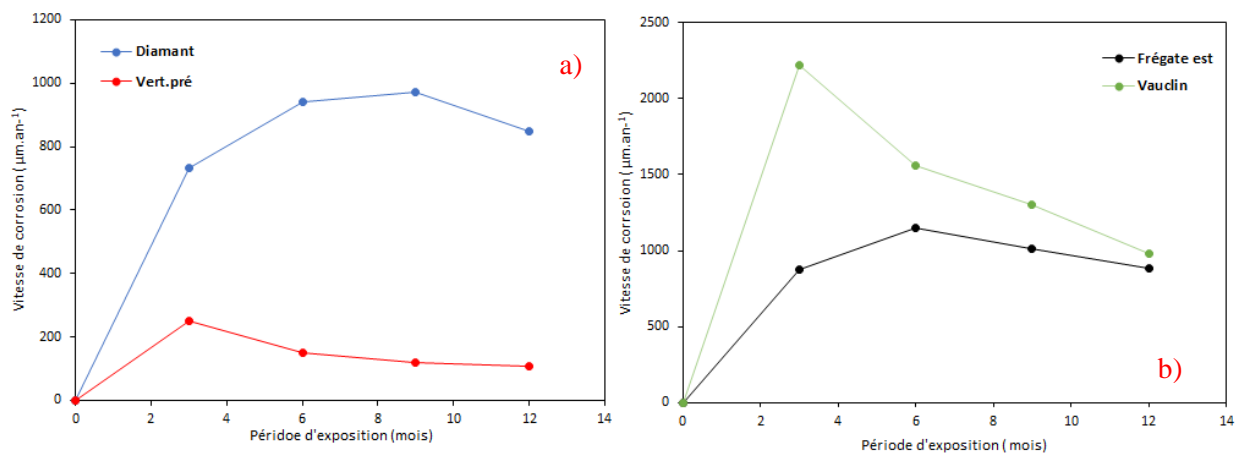 1200
1000
800
600
400
200
0
0 2 4 6 8 10 12 14
Vitesse de corrosion ( µm.an-¹)
Péridoe d'exposition (mois)
Diamant
Vert.pré
a)
2500
2000
1500
1000
500
0
0 2 4 6 8 10 12 14
Vitesse de corrsoion ( µm.an-¹)
Période d'exposition ( mois)
Frégate est
Vauclin
b)